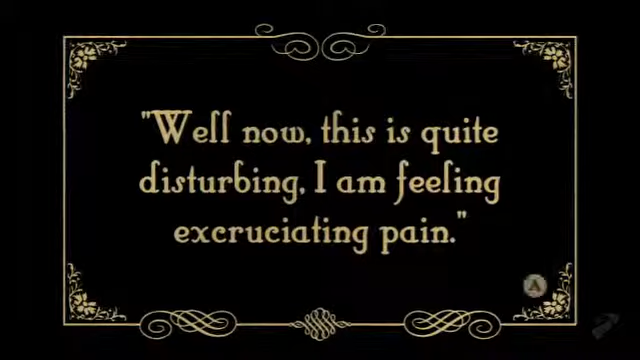 "Well now, this is quite
disturbing, I am feeling
excruciating pain."
A